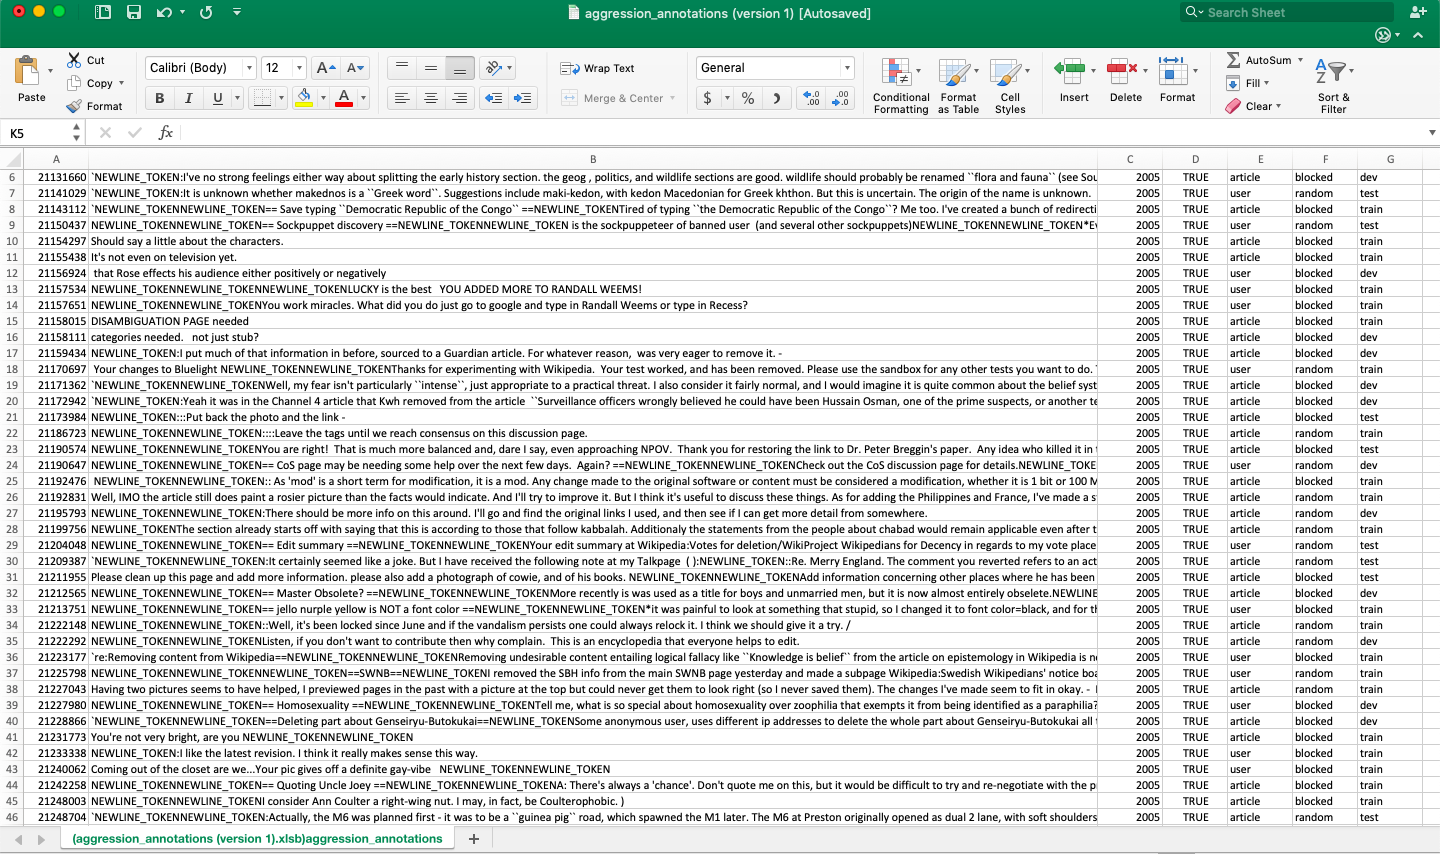 aggression_annotations (version 1) [Autosaved]
Search Sheet
Paste
Cut
Copy
Format
Calibri (Body) 12 A A
B I U A
Wrap Text
Merge & Center
General
$ % )
Conditional Formatting
Format as Table
Cell Styles
Insert
Delete
Format
AutoSum
Fill
Clear
Sort & Filter
K5 fx
A B C D E F G
6 21131660 `NEWLINE_TOKEN:I've no strong feelings either way about splitting the early history section. the geog , politics, and wildlife sections are good. wildlife should probably be renamed ``flora and fauna`` (see Sou 2005 TRUE article blocked dev
7 21141029 NEWLINE_TOKEN:It is unknown whether makednos is a ``Greek word``. Suggestions include maki-kedon, with kedon Macedonian for Greek khthon. But this is uncertain. The origin of the name is unknown. 2005 TRUE user random test
8 21143112 `NEWLINE_TOKENNEWLINE_TOKEN== Save typing ``Democratic Republic of the Congo`` ==NEWLINE_TOKENTired of typing ``the Democratic Republic of the Congo``? Me too. I've created a bunch of redirecti 2005 TRUE article blocked train
9 21150437 NEWLINE_TOKENNEWLINE_TOKEN== Sockpuppet discovery ==NEWLINE_TOKENNEWLINE_TOKEN is the sockpuppeteer of banned user (and several other sockpuppets)NEWLINE_TOKENNEWLINE_TOKEN*Ev 2005 TRUE user random test
10 21154297 Should say a little about the characters. 2005 TRUE article blocked train
11 21155438 It's not even on television yet. 2005 TRUE article blocked train
12 21156924 that Rose effects his audience either positively or negatively 2005 TRUE user blocked dev
13 21157534 NEWLINE_TOKENNEWLINE_TOKENNEWLINE_TOKENLUCKY is the best YOU ADDED MORE TO RANDALL WEEMS! 2005 TRUE user blocked train
14 21157651 NEWLINE_TOKENNEWLINE_TOKENYou work miracles. What did you do just go to google and type in Randall Weems or type in Recess? 2005 TRUE user blocked train
15 21158015 DISAMBIGUATION PAGE needed 2005 TRUE article blocked train
16 21158111 categories needed. not just stub? 2005 TRUE article blocked dev
17 21159434 NEWLINE_TOKEN:I put much of that information in before, sourced to a Guardian article. For whatever reason, was very eager to remove it. - 2005 TRUE article blocked dev
18 21170697 Your changes to Bluelight NEWLINE_TOKENNEWLINE_TOKENThanks for experimenting with Wikipedia. Your test worked, and has been removed. Please use the sandbox for any other tests you want to do. 2005 TRUE user random train
19 21171362 `NEWLINE_TOKENNEWLINE_TOKENWell, my fear isn't particularly ``intense``, just appropriate to a practical threat. I also consider it fairly normal, and I would imagine it is quite common about the belief syst 2005 TRUE article blocked dev
20 21172942 `NEWLINE_TOKEN:Yeah it was in the Channel 4 article that Kwh removed from the article ``Surveillance officers wrongly believed he could have been Hussain Osman, one of the prime suspects, or another te 2005 TRUE article blocked dev
21 21173984 NEWLINE_TOKEN:::Put back the photo and the link - 2005 TRUE article blocked test
22 21186723 NEWLINE_TOKENNEWLINE_TOKEN::::Leave the tags until we reach consensus on this discussion page. 2005 TRUE article random train
23 21190574 NEWLINE_TOKENNEWLINE_TOKENYou are right! That is much more balanced and, dare I say, even approaching NPOV. Thank you for restoring the link to Dr. Peter Breggin's paper. Any idea who killed it in 2005 TRUE article blocked test
24 21190647 NEWLINE_TOKENNEWLINE_TOKEN== CoS page may be needing some help over the next few days. Again? ==NEWLINE_TOKENNEWLINE_TOKENCheck out the CoS discussion page for details.NEWLINE_TOKE 2005 TRUE user random dev
25 21192476 NEWLINE_TOKENNEWLINE_TOKEN:: As 'mod' is a short term for modification, it is a mod. Any change made to the original software or content must be considered a modification, whether it is 1 bit or 100 M 2005 TRUE article random train
26 21192831 Well, IMO the article still does paint a rosier picture than the facts would indicate. And I'll try to improve it. But I think it's useful to discuss these things. As for adding the Philippines and France, I've made a s 2005 TRUE article random train
27 21195793 NEWLINE_TOKEN:There should be more info on this around. I'll go and find the original links I used, and then see if I can get more detail from somewhere. 2005 TRUE article random dev
28 21199756 NEWLINE_TOKENThe section already starts off with saying that this is according to those that follow kabbalah. Additionaly the statements from the people about chabad would remain applicable even after t 2005 TRUE article random train
29 21204048 NEWLINE_TOKENNEWLINE_TOKEN== Edit summary ==NEWLINE_TOKENNEWLINE_TOKENYour edit summary at Wikipedia:Votes for deletion/WikiProject Wikipedians for Decency in regards to my vote place 2005 TRUE user random test
30 21209387 `NEWLINE_TOKENNEWLINE_TOKEN:It certainly seemed like a joke. But I have received the following note at my Talkpage ( ):NEWLINE_TOKEN::Re. Merry England. The comment you reverted refers to an act 2005 TRUE user random test
31 21211955 Please clean up this page and add more information. please also add a photograph of cowie, and of his books. NEWLINE_TOKENNEWLINE_TOKENAdd information concerning other places where he has been 2005 TRUE article blocked test
32 21212565 NEWLINE_TOKENNEWLINE_TOKEN== Master Obsolete? ==NEWLINE_TOKENNEWLINE_TOKENMore recently is was used as a title for boys and unmarried men, but it is now almost entirely obselete.NEWLINE 2005 TRUE article blocked dev
33 21213751 NEWLINE_TOKENNEWLINE_TOKEN== jello nurple yellow is NOT a font color ==NEWLINE_TOKENNEWLINE_TOKEN*it was painful to look at something that stupid, so I changed it to font color=black, and for th 2005 TRUE user blocked train
34 21222148 NEWLINE_TOKEN::Well, it's been locked since June and if the vandalism persists one could always relock it. I think we should give it a try. / 2005 TRUE article random train
35 21222292 NEWLINE_TOKENNEWLINE_TOKENListen, if you don't want to contribute then why complain. This is an encyclopedia that everyone helps to edit. 2005 TRUE article random dev
36 21223177 `re:Removing content from Wikipedia==NEWLINE_TOKENNEWLINE_TOKENRemoving undesirable content entailing logical fallacy like ``Knowledge is belief`` from the article on epistemology in Wikipedia is n 2005 TRUE user blocked train
37 21225798 NEWLINE_TOKENNEWLINE_TOKENNEWLINE_TOKEN==SWNB==NEWLINE_TOKENI removed the SBH info from the main SWNB page yesterday and made a subpage Wikipedia:Swedish Wikipedians' notice boa 2005 TRUE user random train
38 21227043 Having two pictures seems to have helped, I previewed pages in the past with a picture at the top but could never get them to look right (so I never saved them). The changes I've made seem to fit in okay. - 2005 TRUE article random train
39 21227980 NEWLINE_TOKENNEWLINE_TOKEN== Homosexuality ==NEWLINE_TOKENNEWLINE_TOKENTell me, what is so special about homosexuality over zoophilia that exempts it from being identified as a paraphilia? 2005 TRUE user blocked train
40 21228866 `NEWLINE_TOKENNEWLINE_TOKEN==Deleting part about Genseiryu-Butokukai==NEWLINE_TOKENSome anonymous user, uses different ip addresses to delete the whole part about Genseiryu-Butokukai all 2005 TRUE article blocked dev
41 21231773 You're not very bright, are you NEWLINE_TOKENNEWLINE_TOKEN 2005 TRUE article blocked train
42 21233338 NEWLINE_TOKEN:I like the latest revision. I think it really makes sense this way. 2005 TRUE user blocked train
43 21240062 Coming out of the closet are we...Your pic gives off a definite gay-vibe NEWLINE_TOKENNEWLINE_TOKEN 2005 TRUE user blocked train
44 21242258 NEWLINE_TOKENNEWLINE_TOKEN== Quoting Uncle Joey ==NEWLINE_TOKENNEWLINE_TOKENA: There's always a 'chance'. Don't quote me on this, but it would be difficult to try and re-negotiate with the p 2005 TRUE article blocked train
45 21248003 NEWLINE_TOKENNEWLINE_TOKENI consider Ann Coulter a right-wing nut. I may, in fact, be Coulterophobic. ) 2005 TRUE article blocked train
46 21248704 `NEWLINE_TOKEN:Actually, the M6 was planned first - it was to be a ``guinea pig`` road, which spawned the M1 later. The M6 at Preston originally opened as dual 2 lane, with soft shoulders 2005 TRUE article random test
(aggression_annotations (version 1).xlsb)aggression_annotations +